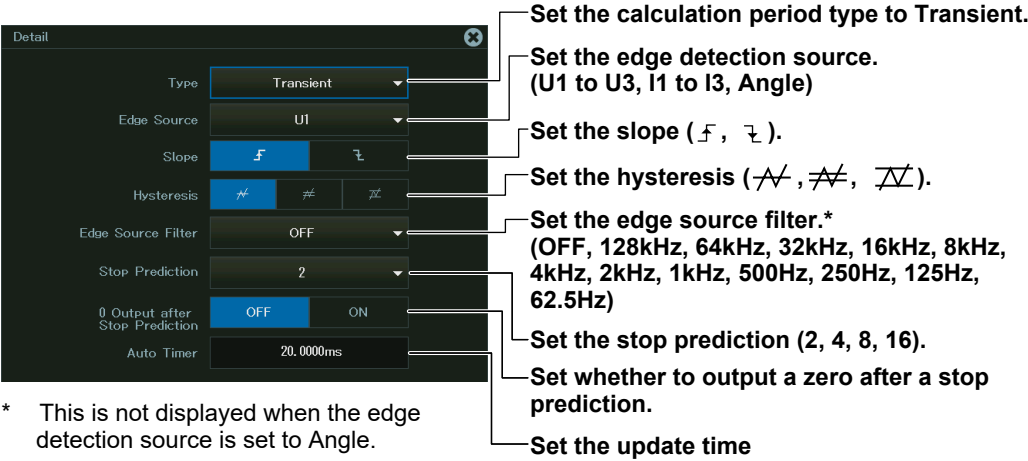 Detail
Type
Transient
Edge Source
U1
Slope
Hysteresis
Edge Source Filter
OFF
Stop Prediction
2
0 Output after
Stop Prediction
OFF
ON
Auto Timer
20.0000ms
* This is not displayed when the edge
detection source is set to Angle.
Set the calculation period type to Transient.
Set the edge detection source.
(U1 to U3, I1 to I3, Angle)
Set the slope ( , ).
Set the hysteresis ( , , ).
Set the edge source filter.*
(OFF, 128kHz, 64kHz, 32kHz, 16kHz, 8kHz,
4kHz, 2kHz, 1kHz, 500Hz, 250Hz, 125Hz,
62.5Hz)
Set the stop prediction (2, 4, 8, 16).
Set whether to output a zero after a stop
prediction.
Set the update time